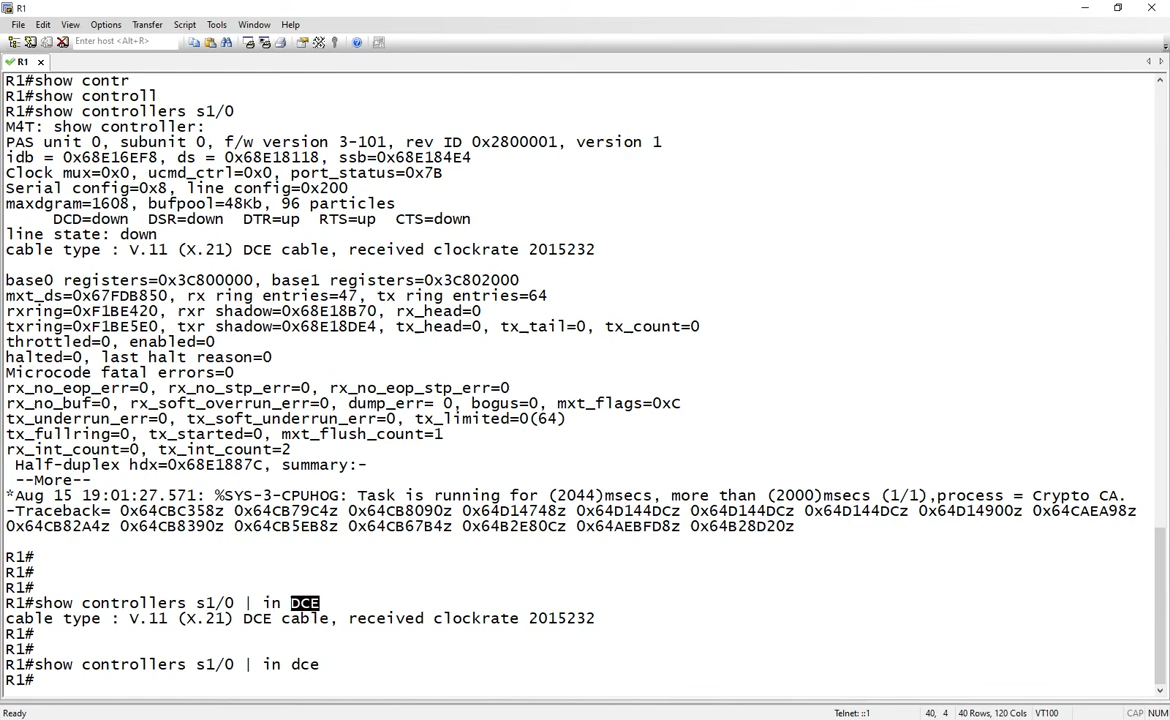 R1
File Edit View Options Transfer Script Tools Window Help
Enter host <Alt+R>
R1
R1#show contr
R1#show controll
R1#show controllers s1/0
M4T: show controller:
PAS unit 0, subunit 0, f/w version 3-101, rev ID 0x2800001, version 1
idb = 0x68E16EF8, ds = 0x68E18118, ssb=0x68E184E4
Clock mux=0x0, ucmd_ctrl=0x0, port_status=0x7B
Serial config=0x8, line config=0x200
maxdgram=1608, bufpool=48Kb, 96 particles
DCD=down DSR=down DTR=up RTS=up CTS=down
line state: down
cable type : V.11 (X.21) DCE cable, received clockrate 2015232
base0 registers=0x3C800000, base1 registers=0x3C802000
mxt_ds=0x67FDB850, rx ring entries=47, tx ring entries=64
rxring=0xF1BE420, rxr shadow=0x68E18B70, rx_head=0
txring=0xF1BE5E0, txr shadow=0x68E18DE4, tx_head=0, tx_tail=0, tx_count=0
throttled=0, enabled=0
halted=0, last halt reason=0
Microcode fatal errors=0
rx_no_eop_err=0, rx_no_stp_err=0, rx_no_eop_stp_err=0
rx_no_buf=0, rx_soft_overrun_err=0, dump_err= 0, bogus=0, mxt_flags=0xC
tx_underrun_err=0, tx_soft_underrun_err=0, tx_limited=0(64)
tx_fullring=0, tx_started=0, mxt_flush_count=1
rx_int_count=0, tx_int_count=2
Half-duplex hdx=0x68E1887C, summary:-
--More--
*Aug 15 19:01:27.571: %SYS-3-CPUHOG: Task is running for (2044)msecs, more than (2000)msecs (1/1),process = Crypto CA.
-Traceback= 0x64CBC358z 0x64CB79C4z 0x64CB8090z 0x64D14748z 0x64D144DCz 0x64D144DCz 0x64D144DCz 0x64D14900z 0x64CAEA98z
0x64CB82A4z 0x64CB8390z 0x64CB5EB8z 0x64CB67B4z 0x64B2E80Cz 0x64AEBFD8z 0x64B28D20z
R1#
R1#
R1#
R1#show controllers s1/0 | in DCE
cable type : V.11 (X.21) DCE cable, received clockrate 2015232
R1#
R1#
R1#show controllers s1/0 | in dce
R1#
Ready Telnet: ::1 40, 4 40 Rows, 120 Cols VT100 CAP NUM